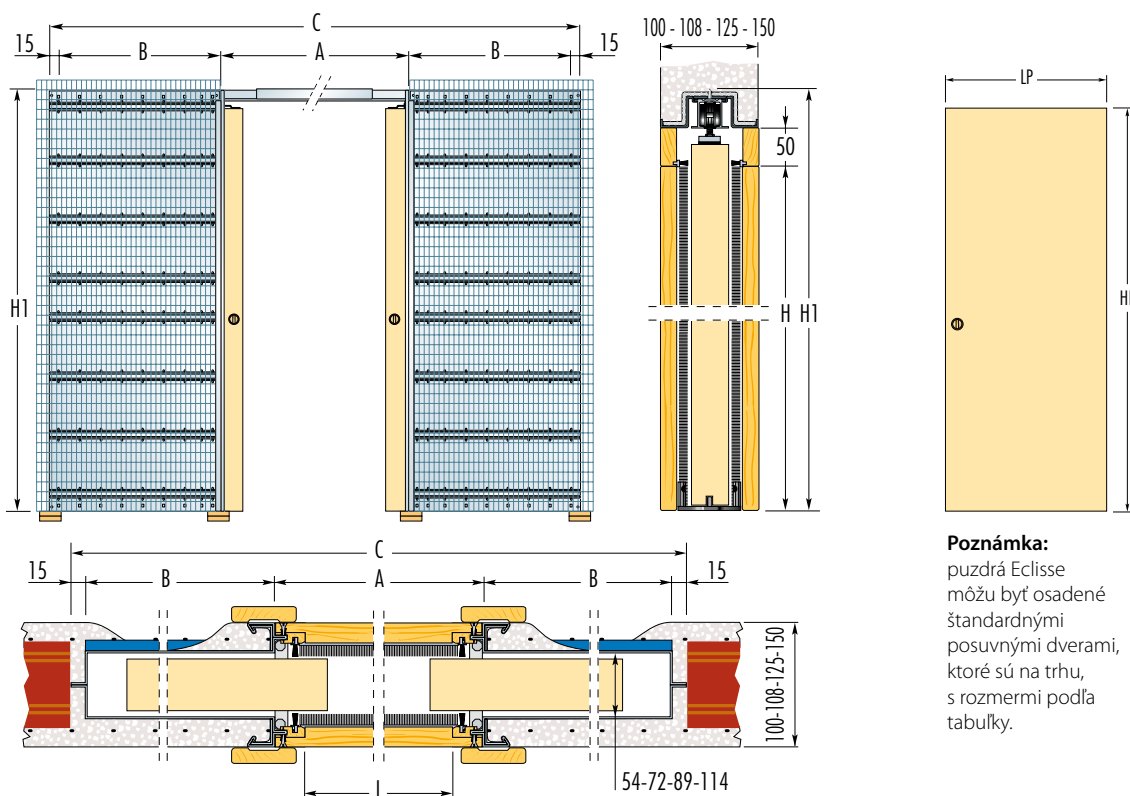 C
15
B
A
B
15
H1
100 - 108 - 125 - 150
50
H
H1
LP
C
15
B
A
B
15
100-108-125-150
54-72-89-114
Poznámka:
puzdrá Eclisse
môžu byť osadené
štandardnými
posuvnými dverami,
ktoré sú na trhu,
s rozmermi podľa
tabuľky.